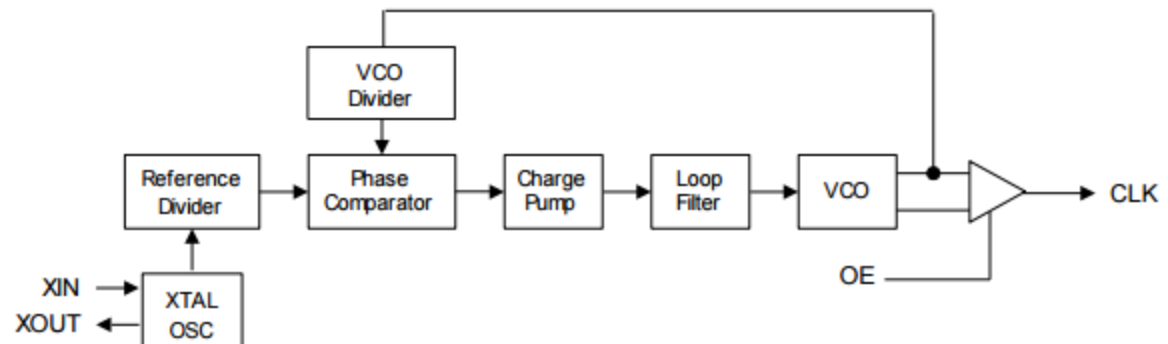 VCO
Divider
Reference
Divider
Phase
Comparator
Charge
Pump
Loop
Filter
VCO
CLK
OE
XIN
XOUT
XTAL
OSC